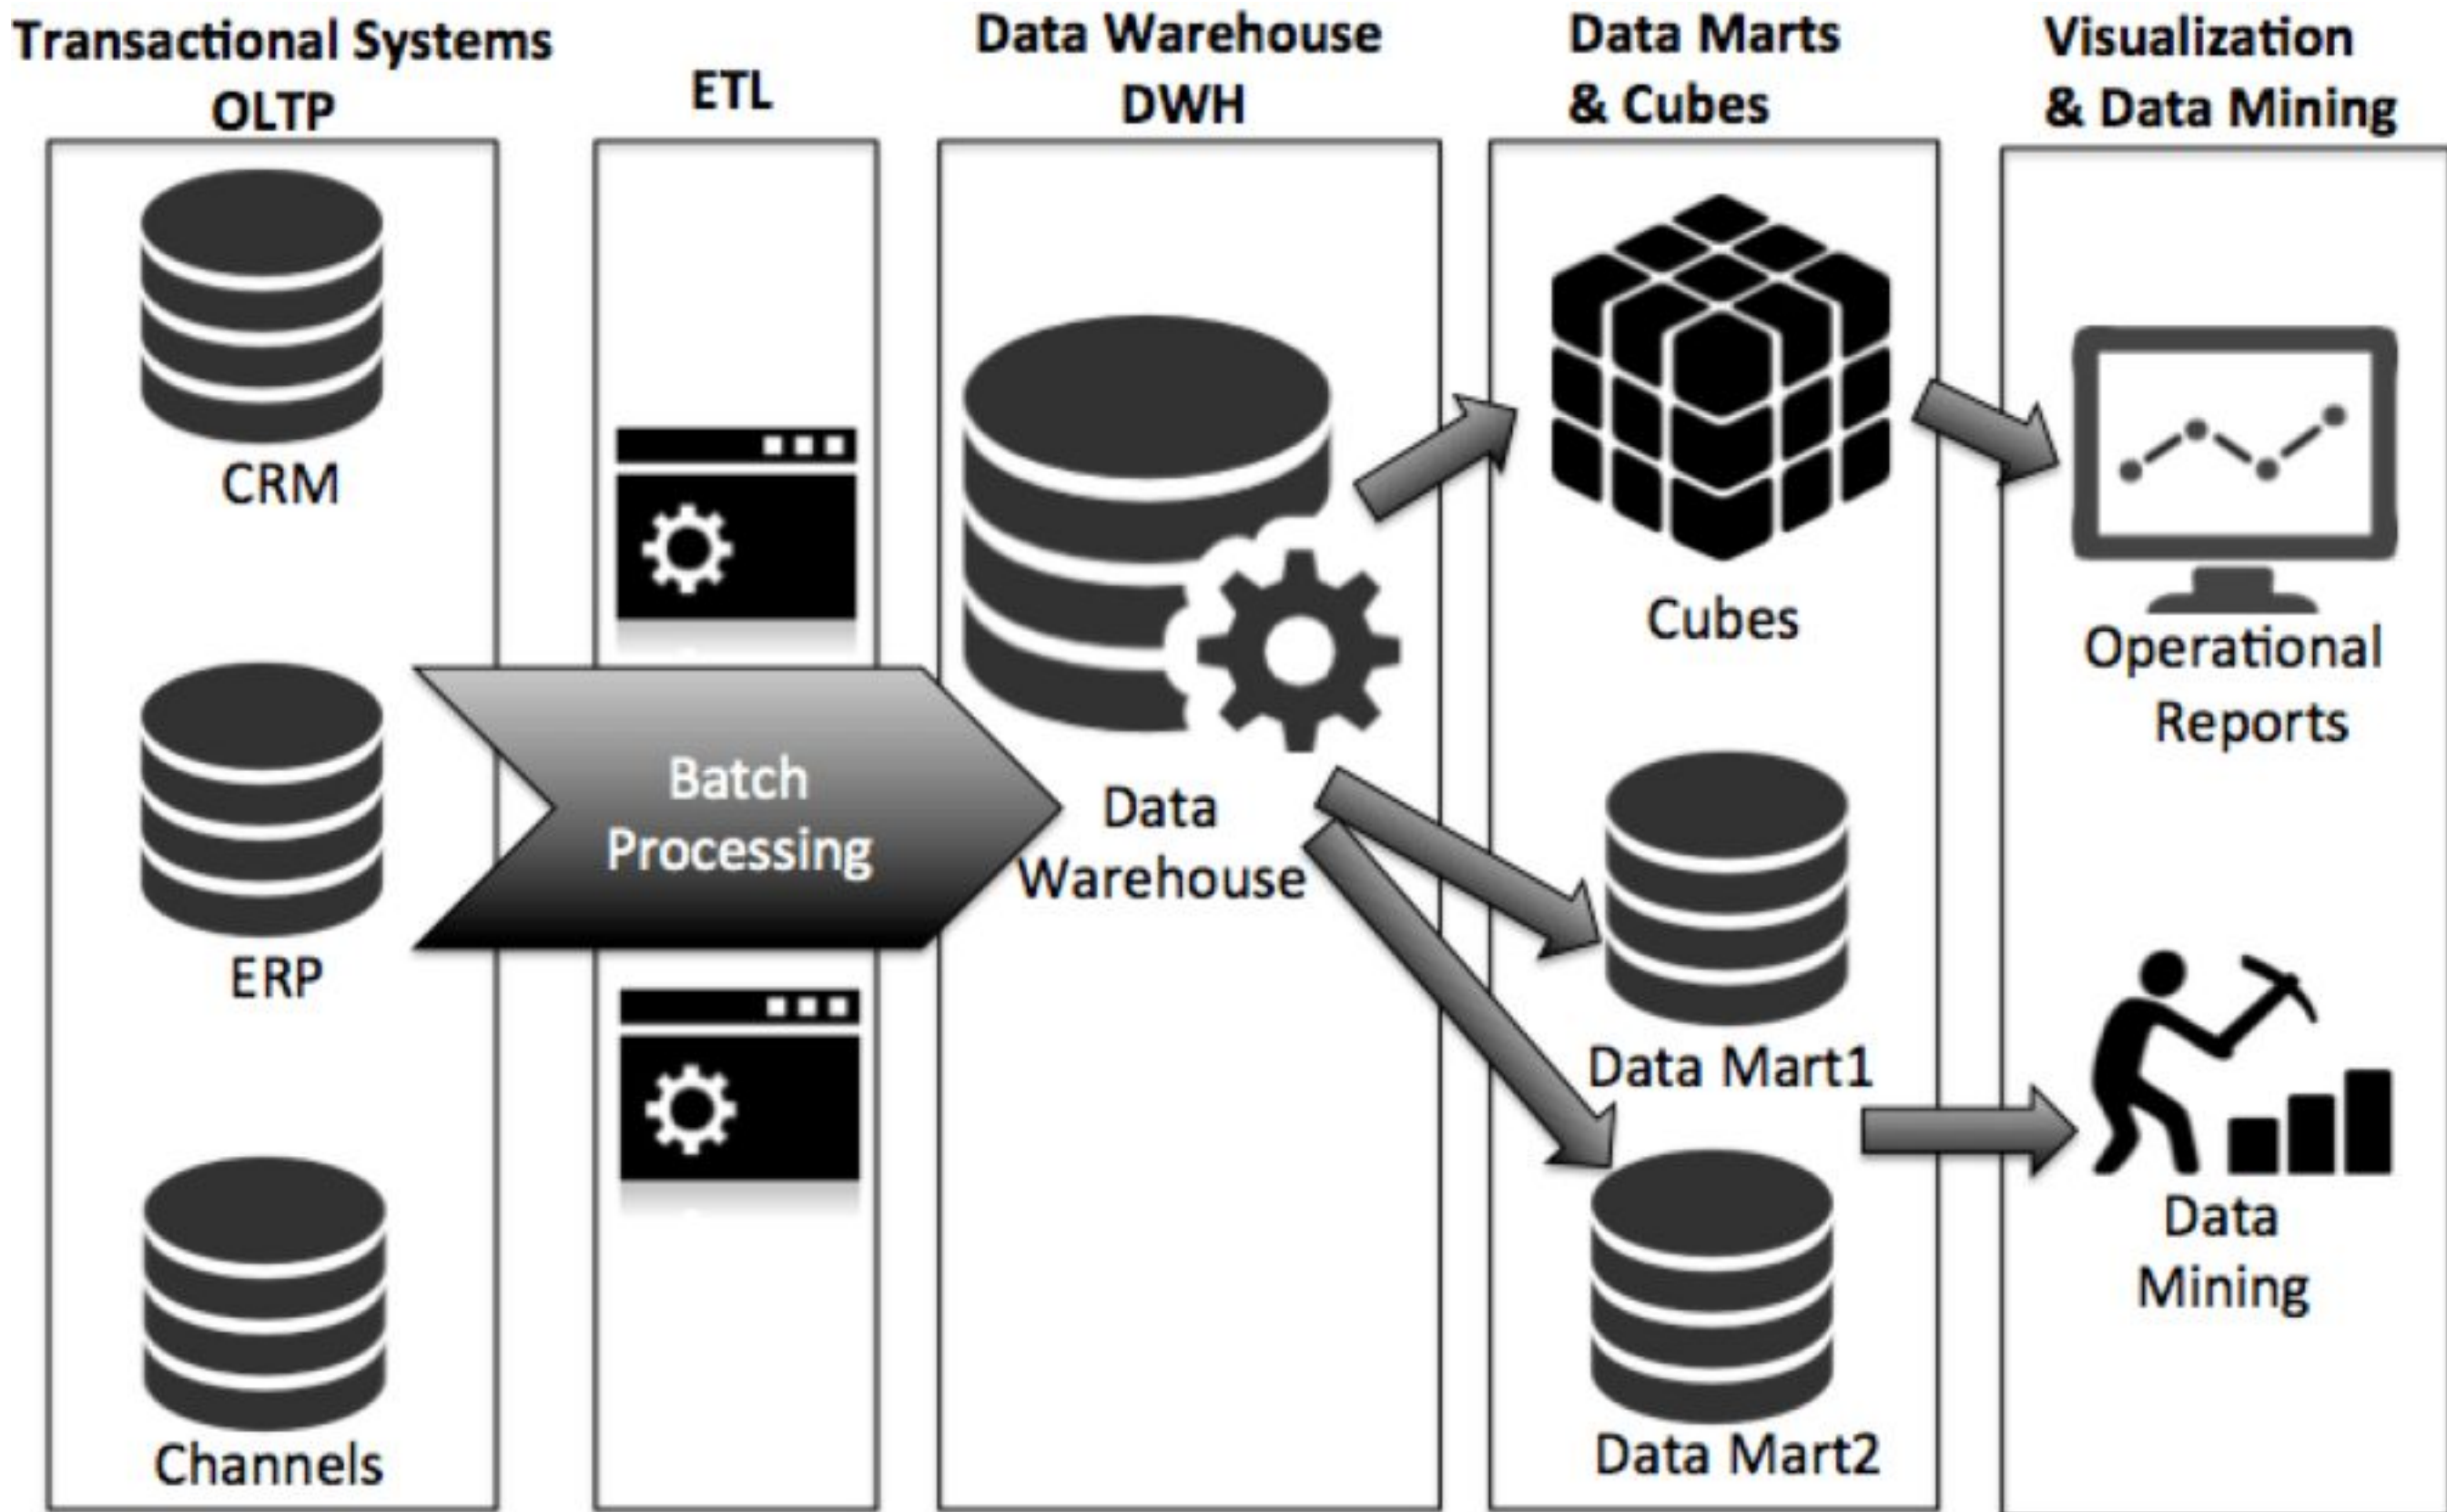 Transactional Systems
OLTP
ETL
Data Warehouse
DWH
Data Marts
& Cubes
Visualization
& Data Mining
CRM
ERP
Channels
Batch
Processing
Data
Warehouse
Cubes
Data Mart1
Data Mart2
Operational
Reports
Data
Mining